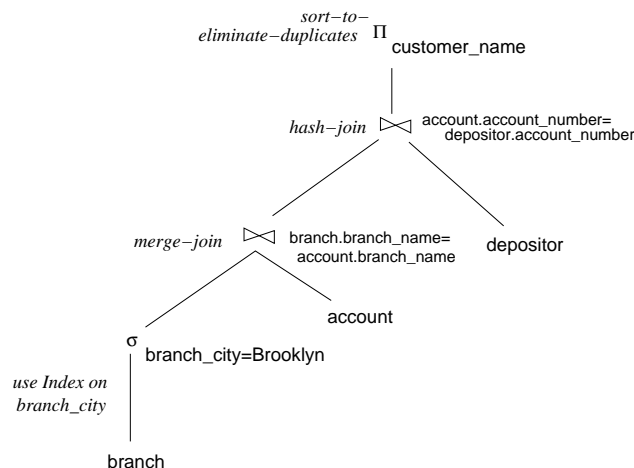 sort−to−
eliminate−duplicates Π
customer_name
hash−join
account.account_number=
depositor.account_number
merge−join
branch.branch_name=
account.branch_name
depositor
account
σ
branch_city=Brooklyn
use Index on
branch_city
branch